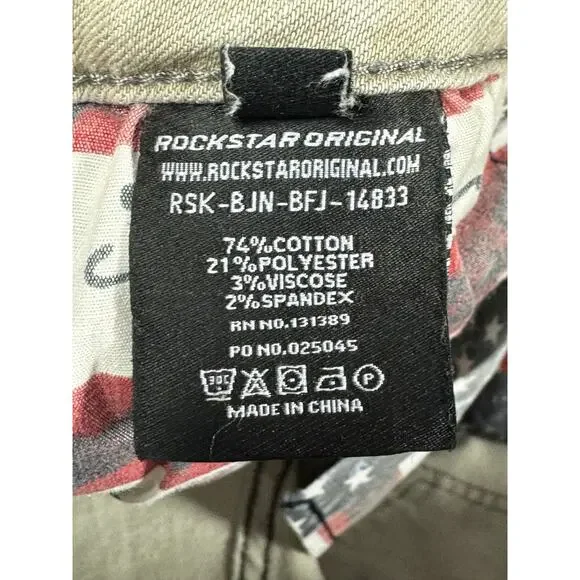 ROCKSTAR ORIGINAL
WWW.ROCKSTARORIGINAL.COM
RSK-BJN-BFJ-14833
74%COTTON
21%POLYESTER
3%VISCOSE
2%SPANDEX
RN NO.131389
PO NO.025045
30C P
MADE IN CHINA